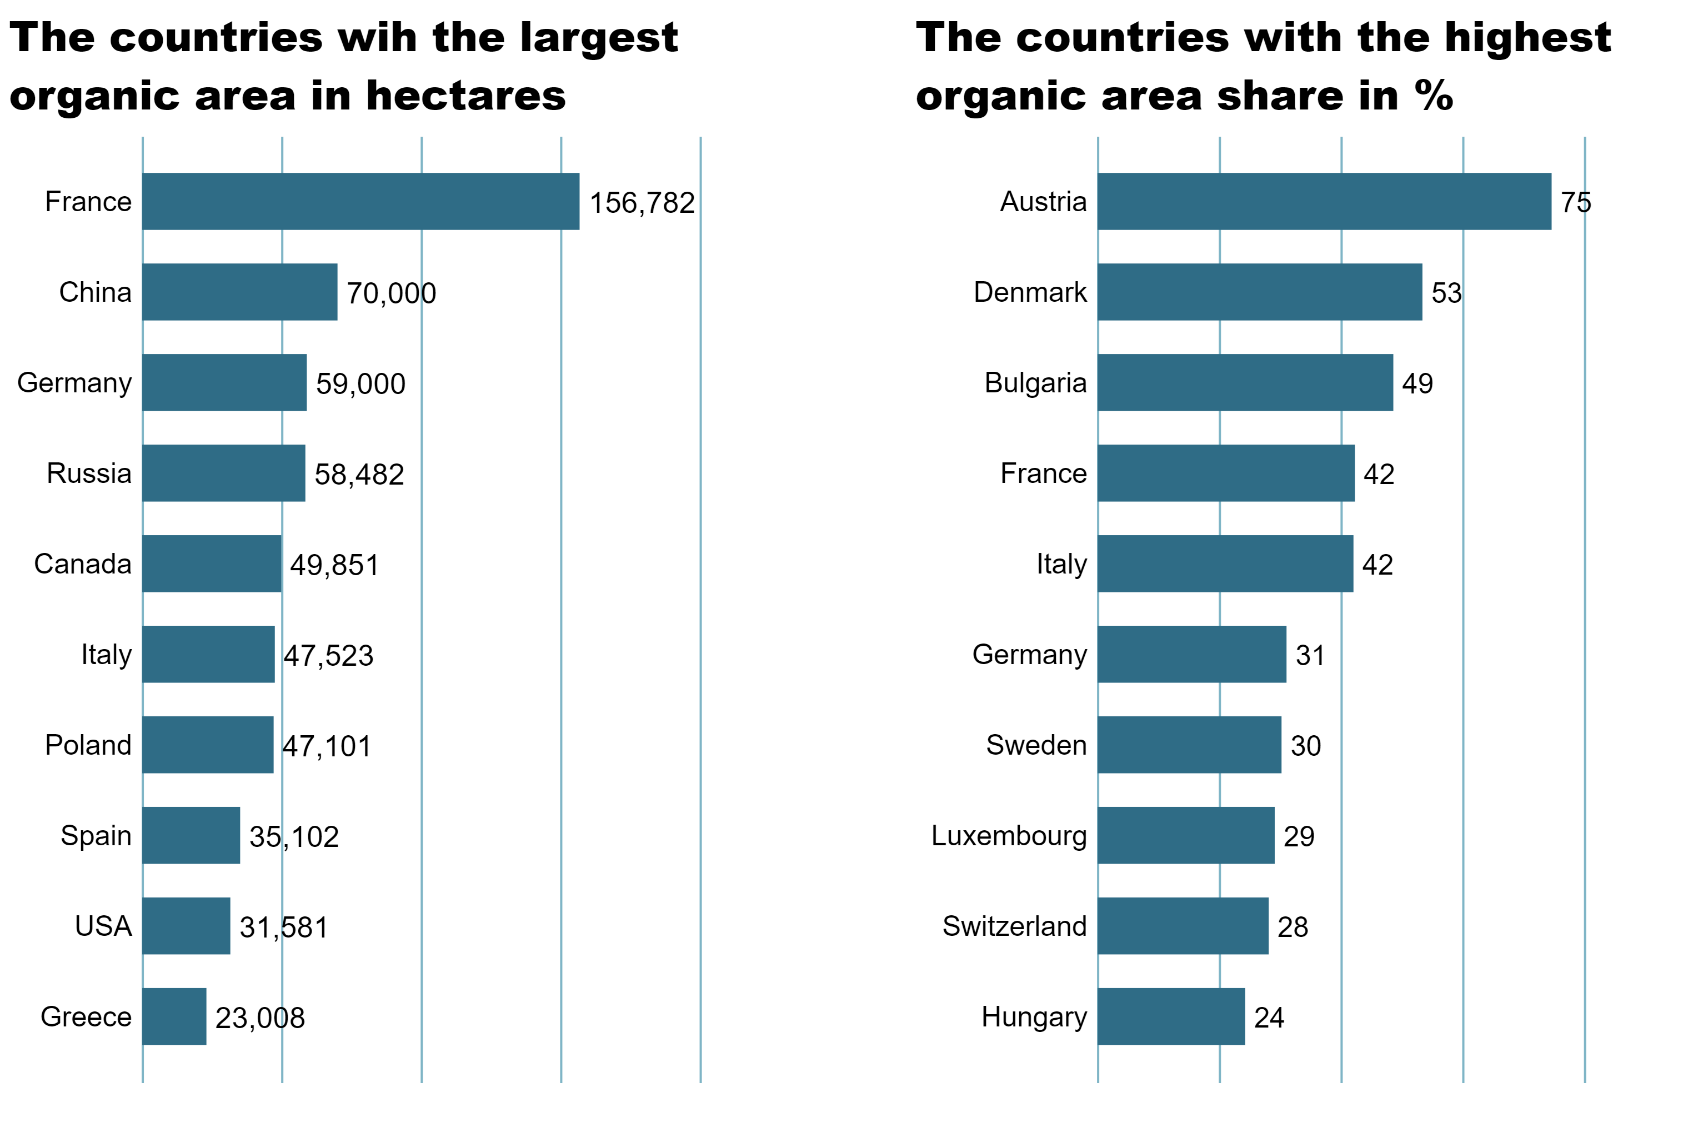 The countries wih the largest
organic area in hectares
France 156,782
China 70,000
Germany 59,000
Russia 58,482
Canada 49,851
Italy 47,523
Poland 47,101
Spain 35,102
USA 31,581
Greece 23,008
The countries with the highest
organic area share in %
Austria 75
Denmark 53
Bulgaria 49
France 42
Italy 42
Germany 31
Sweden 30
Luxembourg 29
Switzerland 28
Hungary 24